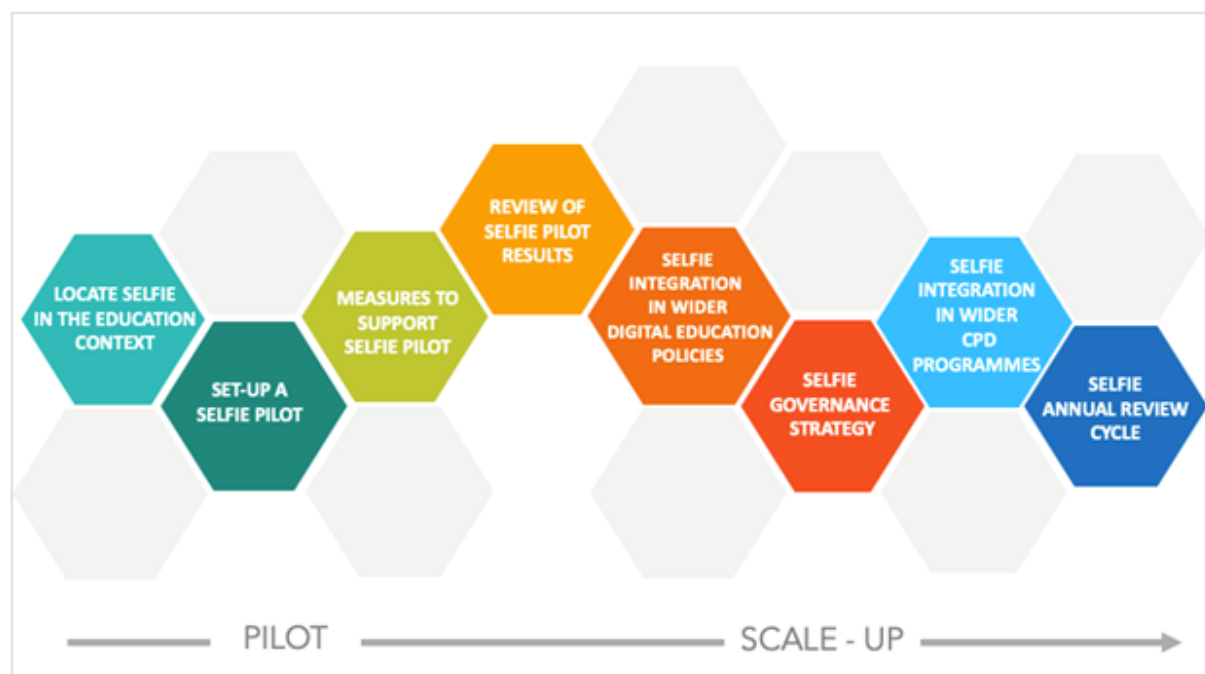 LOCATE SELFIE
IN THE EDUCATION
CONTEXT
SET-UP A
SELFIE PILOT
MEASURES TO
SUPPORT
SELFIE PILOT
REVIEW OF
SELFIE PILOT
RESULTS
SELFIE
INTEGRATION
IN WIDER
DIGITAL EDUCATION
POLICIES
SELFIE
GOVERNANCE
STRATEGY
SELFIE
INTEGRATION
IN WIDER
CPD
PROGRAMMES
SELFIE
ANNUAL REVIEW
CYCLE
PILOT
SCALE - UP